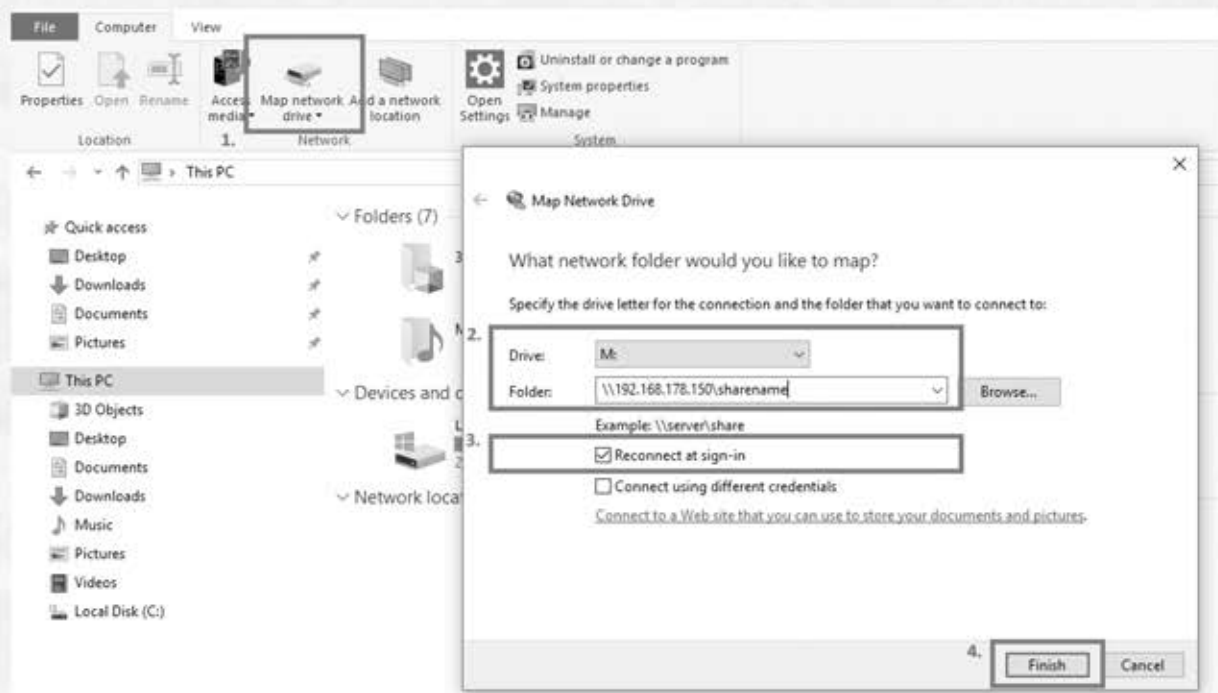 File Computer View
Properties Open Rename
Access media
Map network drive
Add a network location
Open Settings
Uninstall or change a program
System properties
Manage
Location 1. Network System
This PC
Quick access
Desktop
Downloads
Documents
Pictures
This PC
3D Objects
Desktop
Documents
Downloads
Music
Pictures
Videos
Local Disk (C:)
Folders (7)
3
Devices and
Network loca
Map Network Drive
What network folder would you like to map?
Specify the drive letter for the connection and the folder that you want to connect to:
2.
Drive: M:
Folder: \\192.168.178.150\sharename Browse...
Example: \\server\share
3.
Reconnect at sign-in
Connect using different credentials
Connect to a Web site that you can use to store your documents and pictures.
4.
Finish Cancel